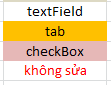 textField
tab
checkBox
không sửa